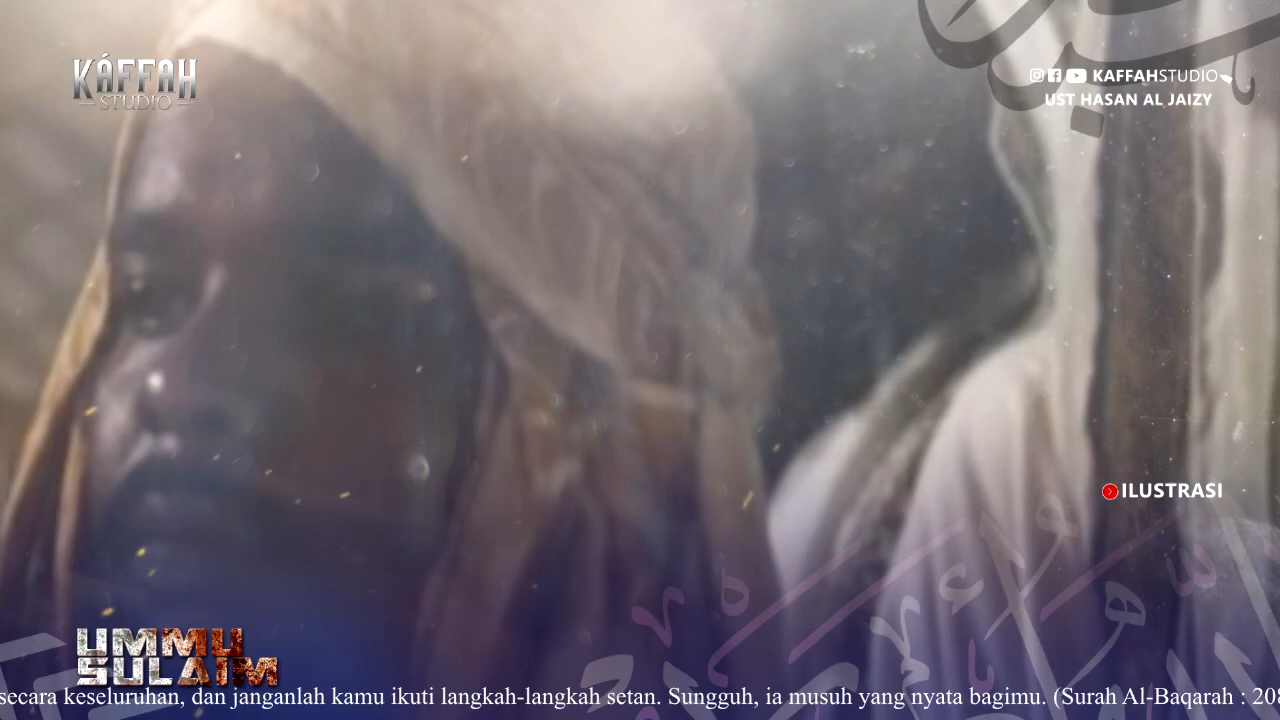 KÁFFAH
STUDIO
KAFFAHSTUDIO
UST HASAN AL JAIZY
ILUSTRASI
UMMU
SULAIM
secara keseluruhan, dan janganlah kamu ikuti langkah-langkah setan. Sungguh, ia musuh yang nyata bagimu. (Surah Al-Baqarah : 20